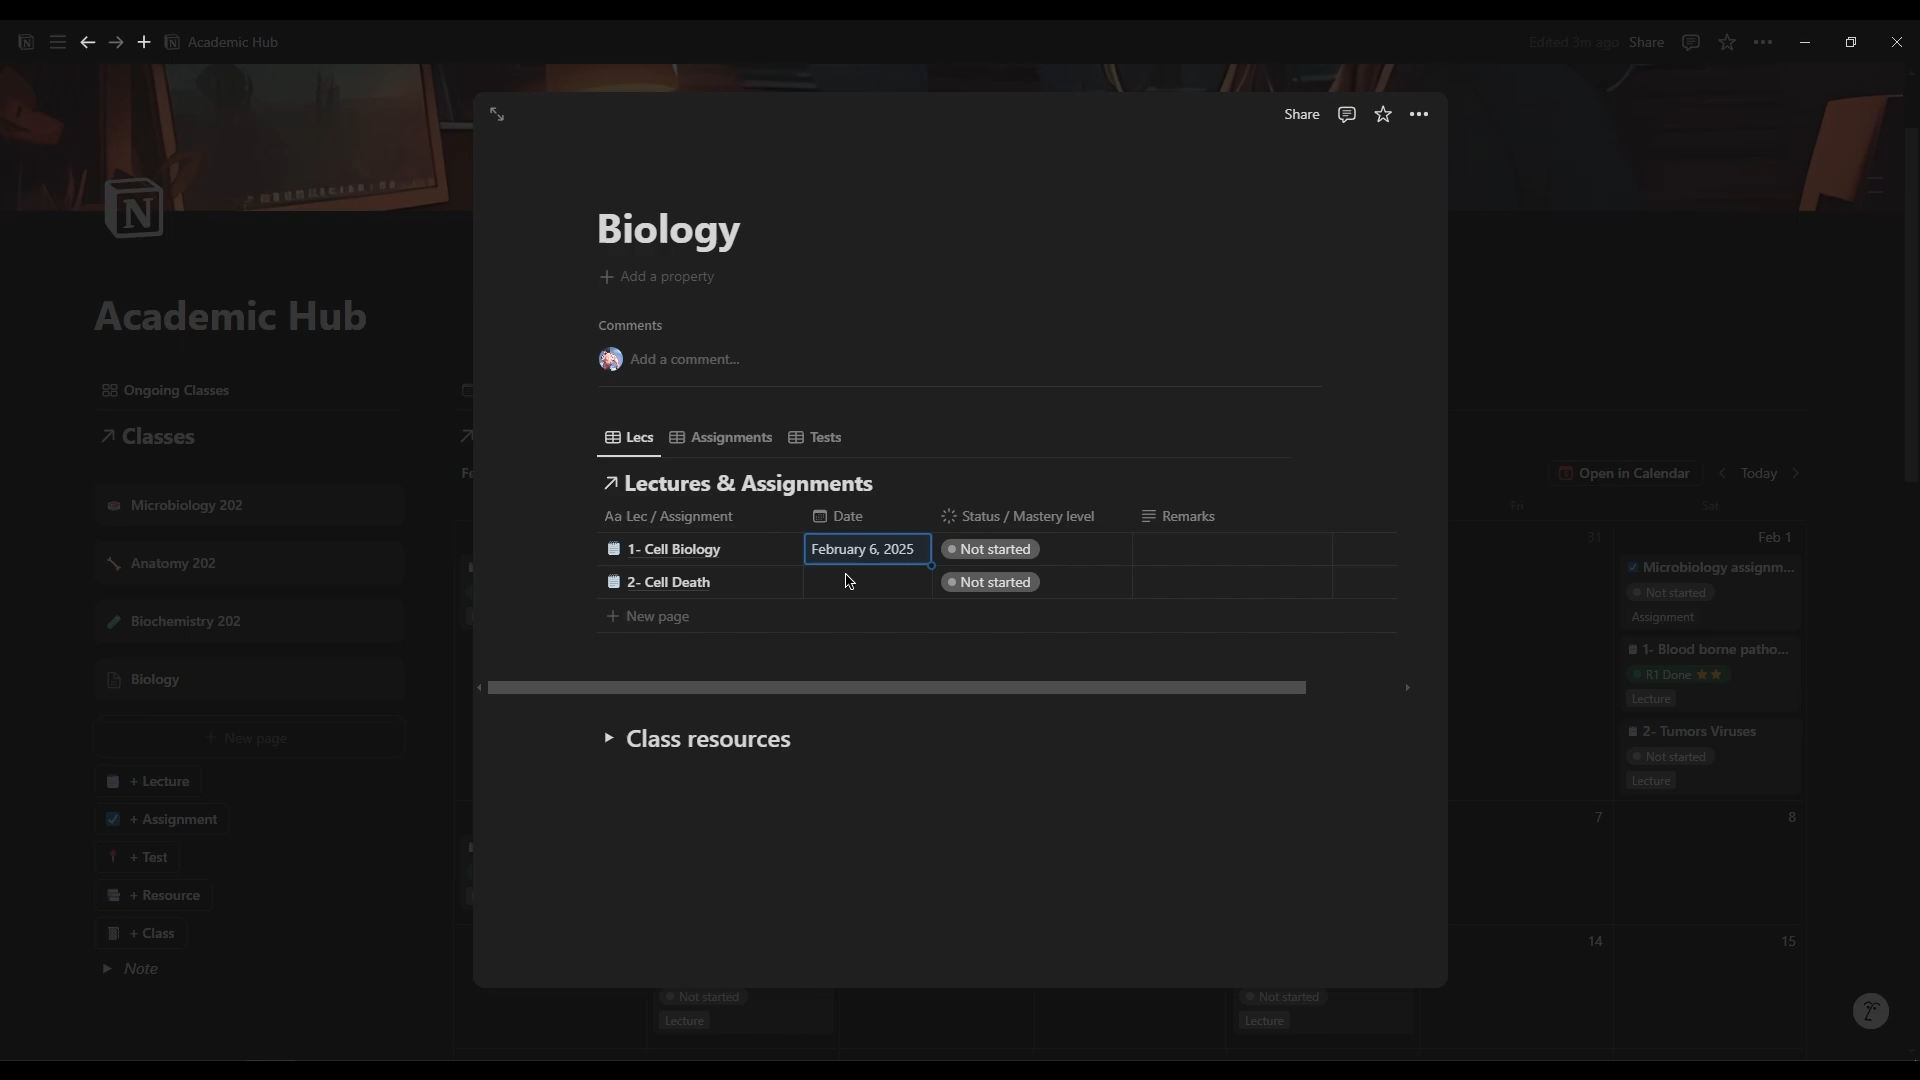 Academic Hub
Edited 3m ago Share
Share
Biology
+ Add a property
Comments
Add a comment...
Academic Hub
Ongoing Classes
Classes
Microbiology 202
Anatomy 202
Biochemistry 202
Biology
+ New page
+ Lecture
+ Assignment
+ Test
+ Resource
+ Class
Note
Lecs Assignments Tests
Lectures & Assignments
Aa Lec / Assignment Date Status / Mastery level Remarks
1- Cell Biology February 6, 2025 Not started
2- Cell Death Not started
+ New page
Class resources
Open in Calendar Today
Fri Sat
31 Feb 1
Microbiology assignm...
Not started
Assignment
1- Blood borne patho...
R1 Done ⭐⭐
Lecture
2- Tumors Viruses
Not started
Lecture
7 8
14 15
Not started Not started
Lecture Lecture